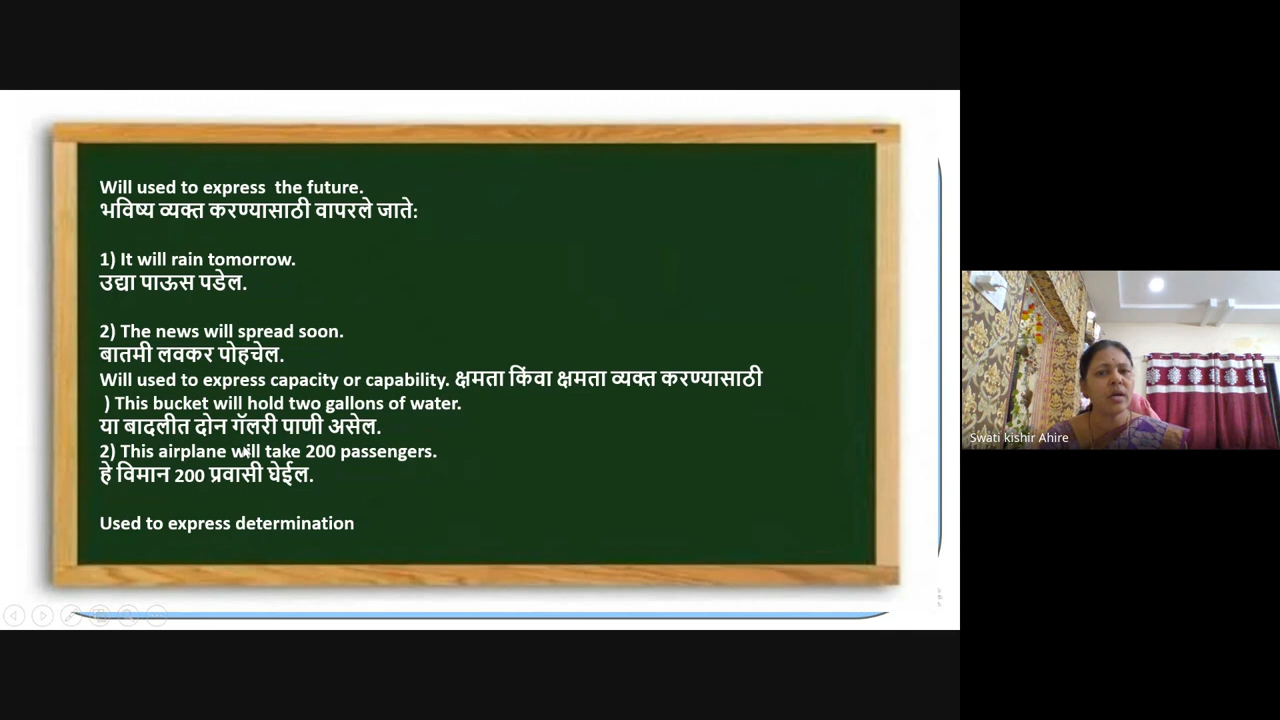 Will used to express the future.
भविष्य व्यक्त करण्यासाठी वापरले जाते:
1) It will rain tomorrow.
उद्या पाऊस पडेल.
2) The news will spread soon.
बातमी लवकर पोहचेल.
Will used to express capacity or capability. क्षमता किंवा क्षमता व्यक्त करण्यासाठी
) This bucket will hold two gallons of water.
या बादलीत दोन गॅलरी पाणी असेल.
2) This airplane will take 200 passengers.
हे विमान 200 प्रवासी घेईल.
Used to express determination
Swati kishir Ahire